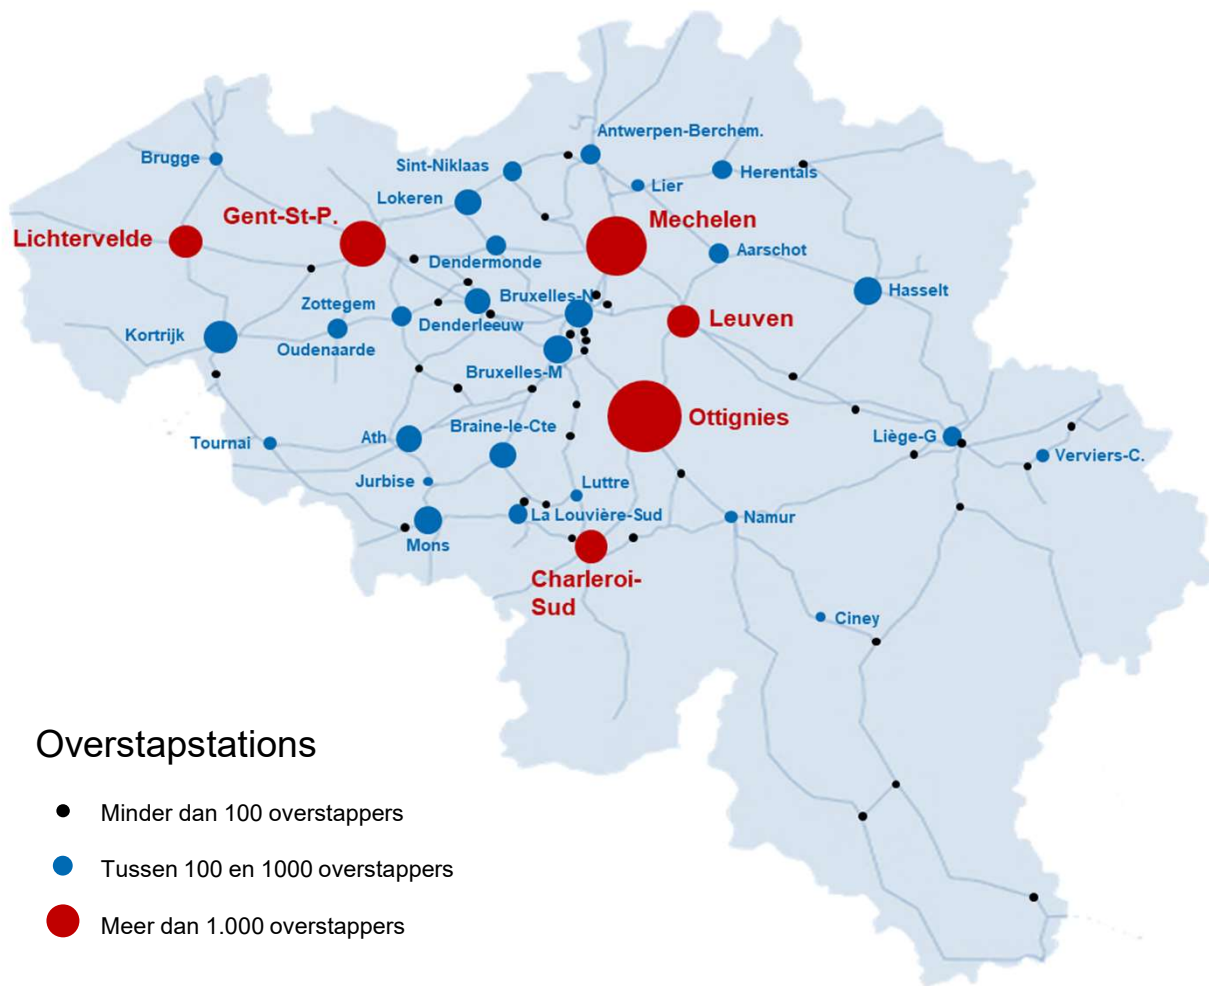 Antwerpen-Berchem.
Brugge
Sint-Niklaas
Herentals
Lier
Lokeren
Gent-St-P.
Mechelen
Lichtervelde
Aarschot
Dendermonde
Hasselt
Zottegem
Bruxelles-N
Denderleeuw
Leuven
Kortrijk
Oudenaarde
Bruxelles-M
Ottignies
Braine-le-Cte
Tournai
Ath
Liège-G
Verviers-C.
Jurbise
Luttre
La Louvière-Sud
Namur
Mons
Charleroi-
Sud
Ciney
Overstapstations
Minder dan 100 overstappers
Tussen 100 en 1000 overstappers
Meer dan 1.000 overstappers